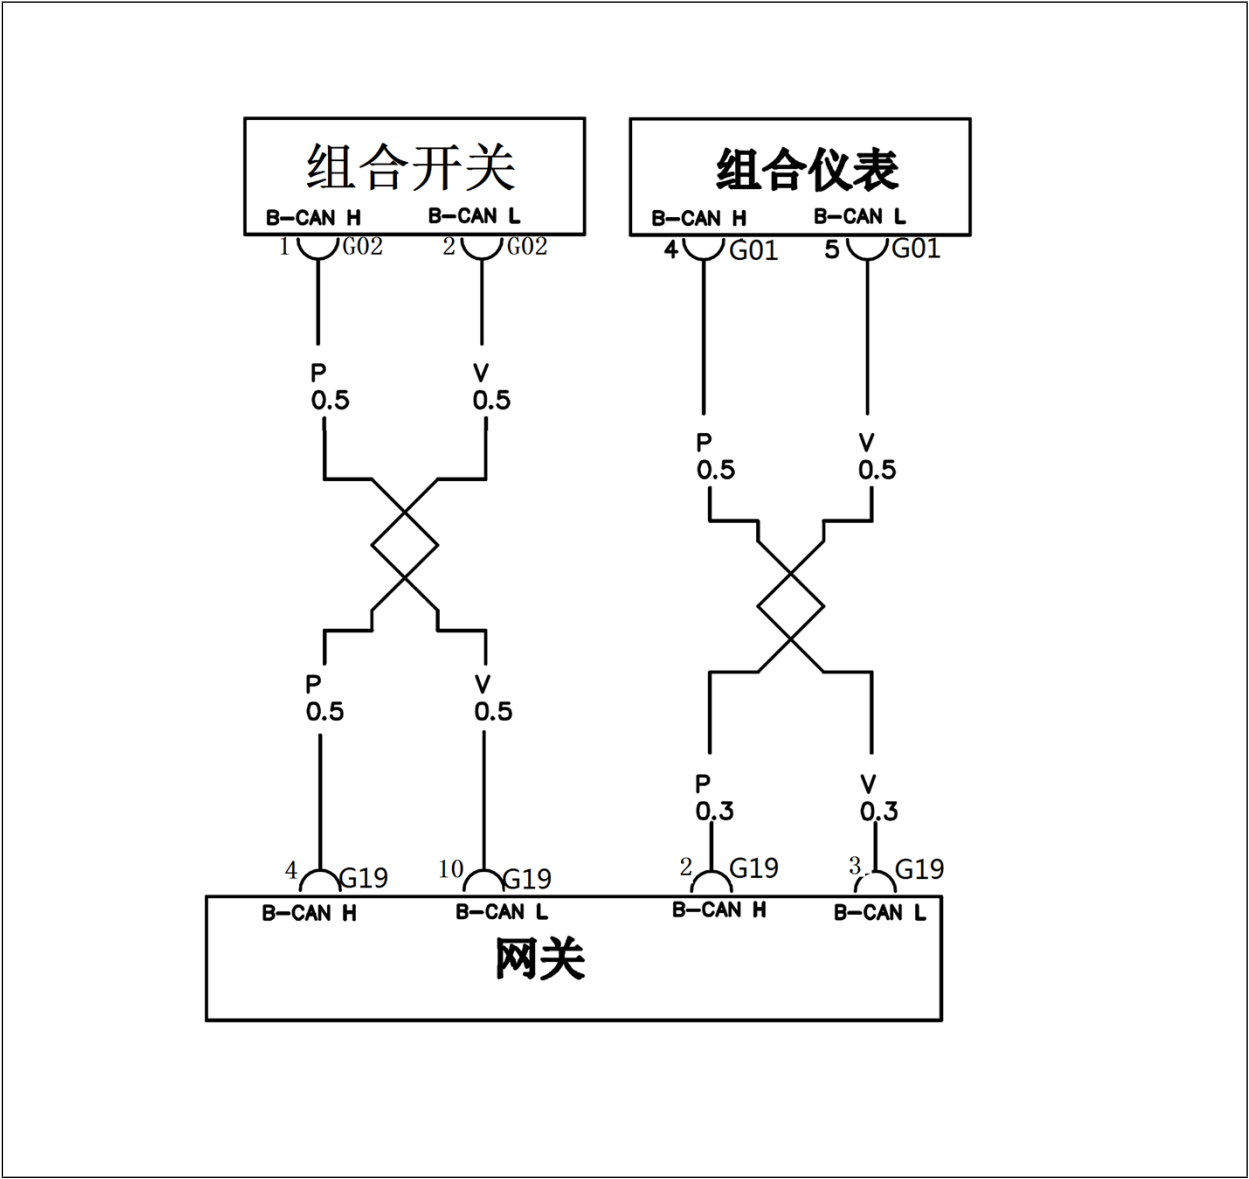 组合开关
B-CAN H
B-CAN L
1
G02
2
G02
组合仪表
B-CAN H
B-CAN L
4
G01
5
G01
P
0.5
V
0.5
P
0.5
V
0.5
P
0.5
V
0.5
P
0.3
V
0.3
4
G19
10
G19
2
G19
3
G19
B-CAN H
B-CAN L
B-CAN H
B-CAN L
网关